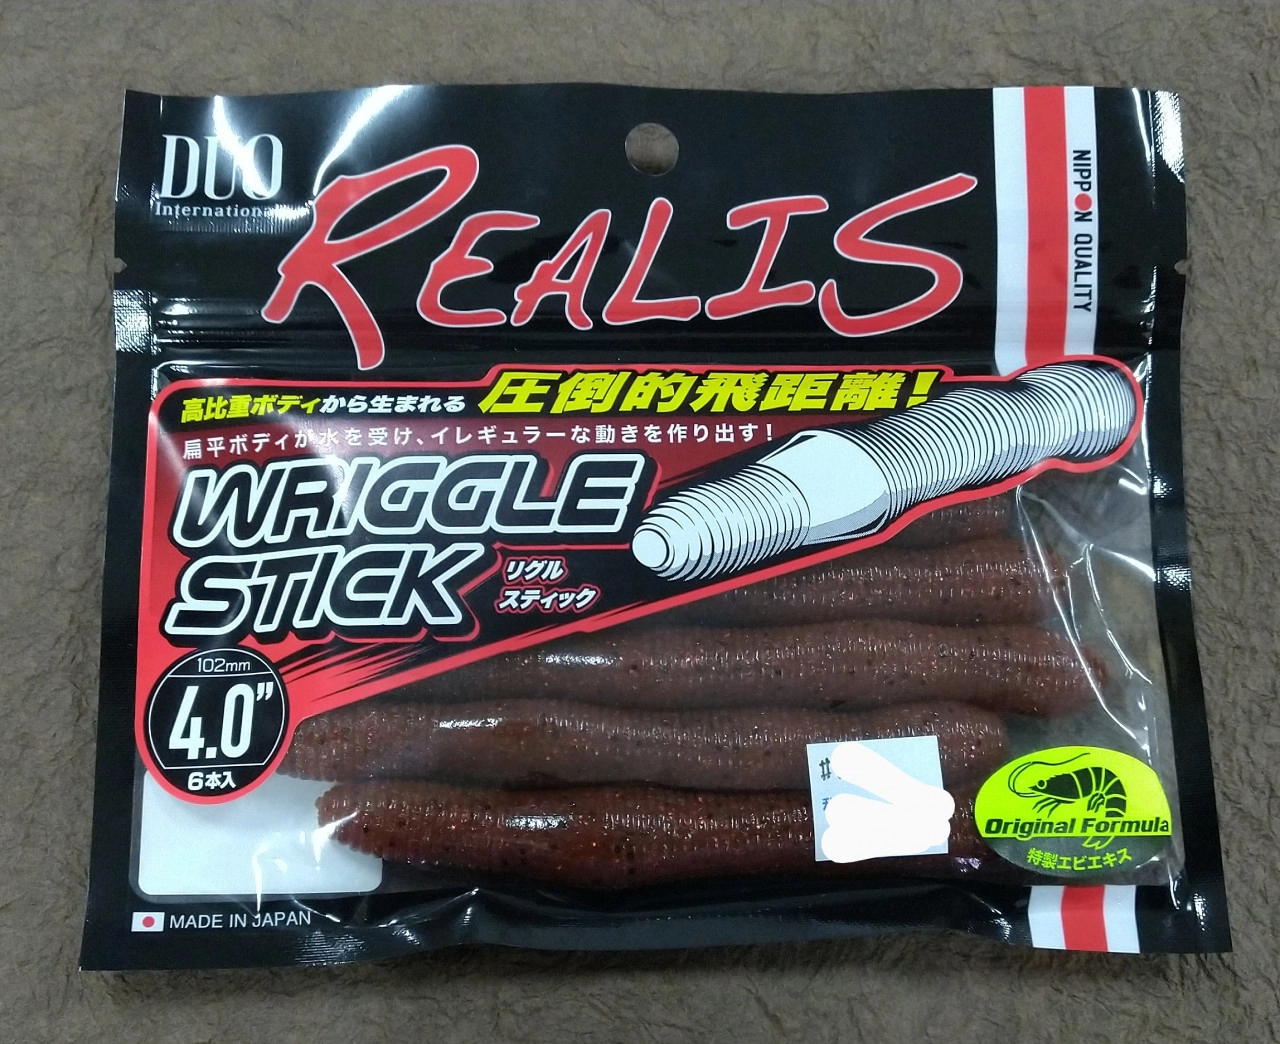 DUO
International
REALIS
NIPPON QUALITY
高比重ボディから生まれる 圧倒的飛距離!
扁平ボディが水を受け、イレギュラーな動きを作り出す!
WRIGGLE
STICK
リグル
スティック
102mm
4.0”
6本入
Original Formula
特製エビエキス
MADE IN JAPAN